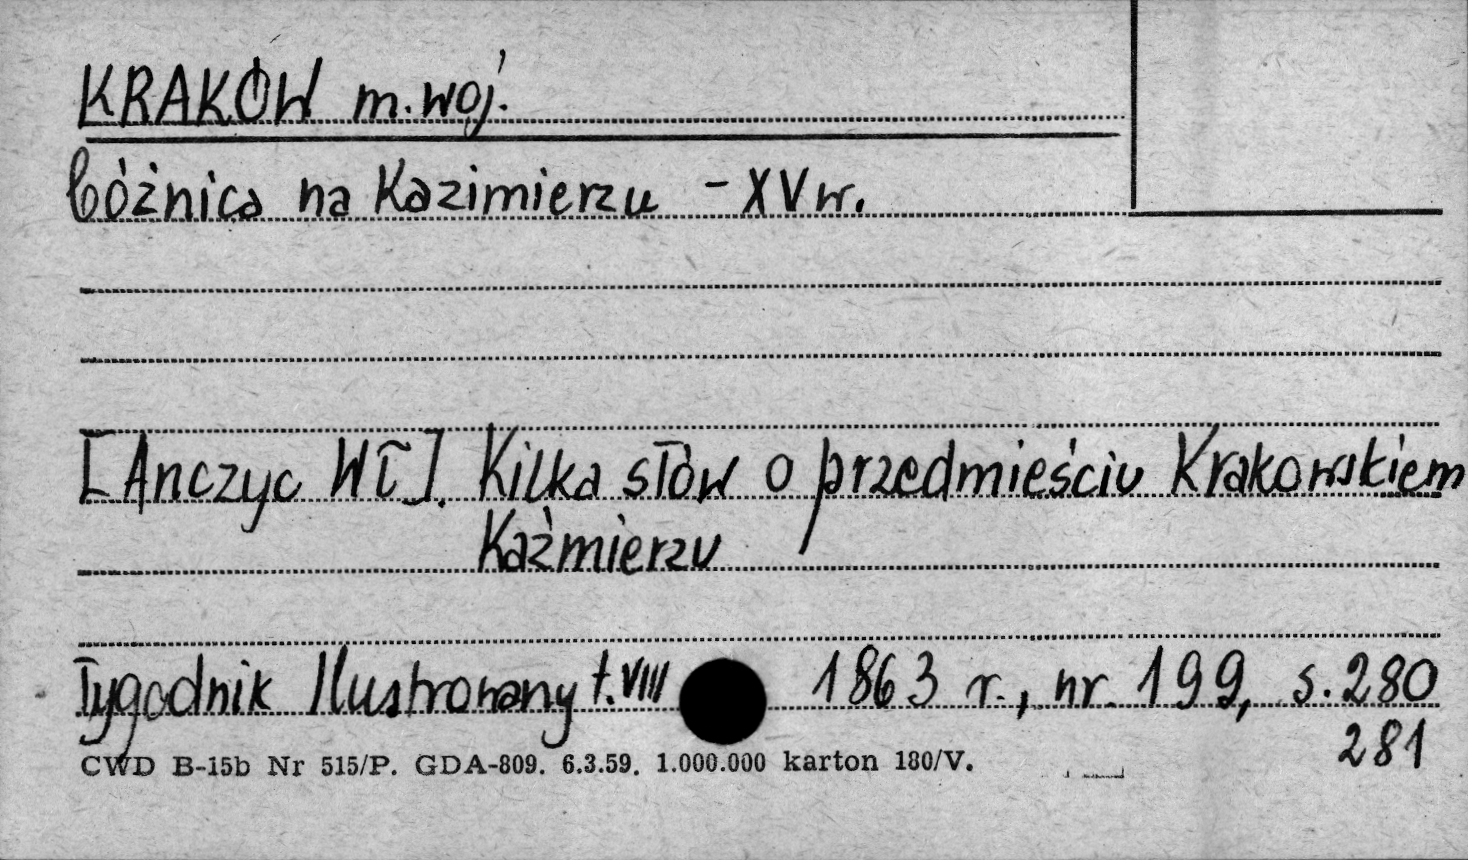 KRAKÓW m. woj.
bóżnica na Kazimierzu - XV w.
[Anczyc Wł]. Kilka słów o przedmieściu Krakowskiem
Kaźmierzu
Tygodnik Ilustrowany t. VIII 1863 r., nr. 199, s. 280
281
CWD B-15b Nr 515/P. GDA-809. 6.3.59. 1.000.000 karton 180/V.